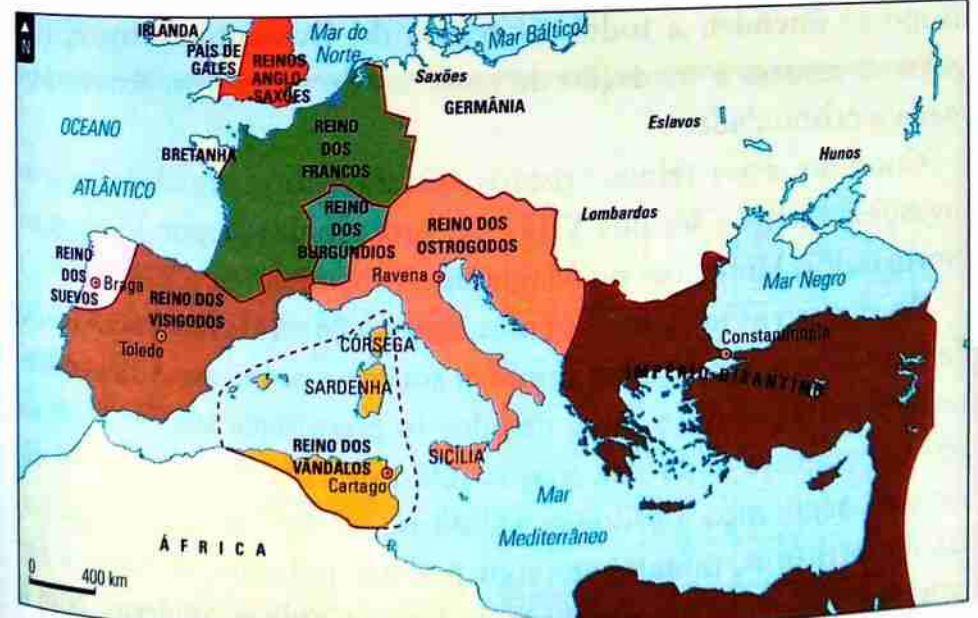 N
IRLANDA
PAÍS DE
GALES
REINOS
ANGLO-
-SAXÕES
Mar do
Norte
Mar Báltico
Saxões
GERMÂNIA
Eslavos
Hunos
Lombardos
OCEANO
ATLÂNTICO
BRETANHA
REINO
DOS
FRANCOS
REINO
DOS
BURGÚNDIOS
REINO DOS
OSTROGODOS
Ravena
REINO
DOS
SUEVOS
Braga
REINO DOS
VISIGODOS
Toledo
Mar Negro
Constantinopla
IMPÉRIO BIZANTINO
CÓRSEGA
SARDENHA
REINO DOS
VÂNDALOS
Cartago
SICÍLIA
Mar
Mediterrâneo
ÁFRICA
0 400 km